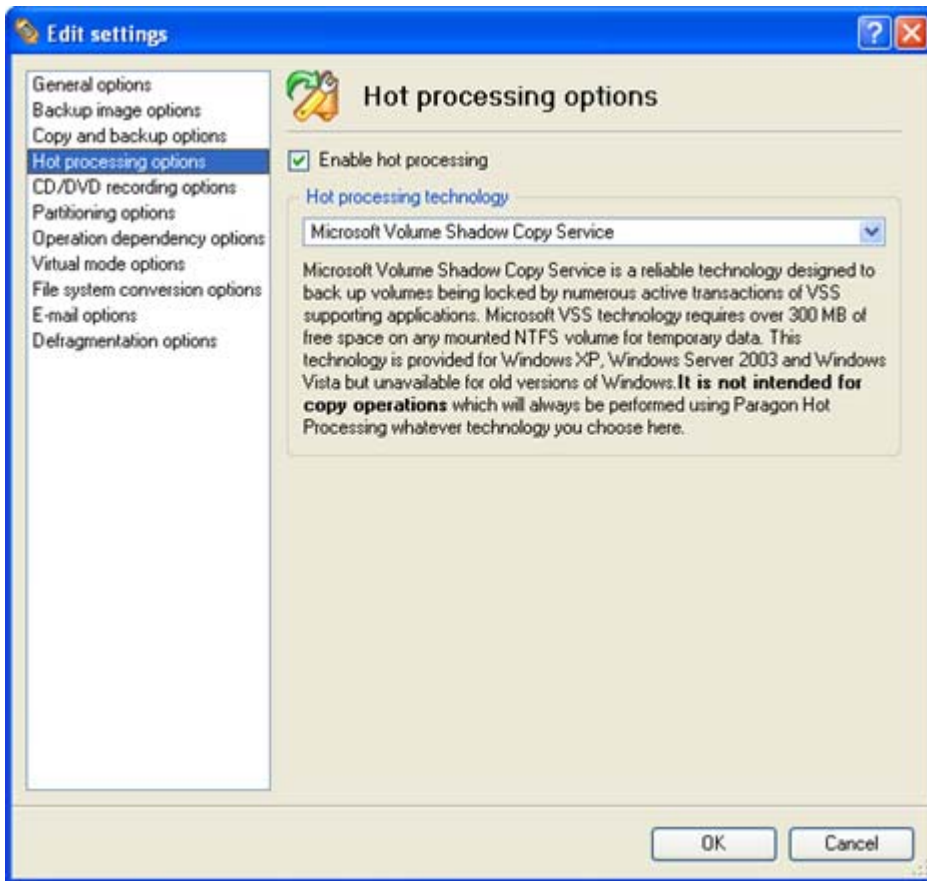 Edit settings
General options
Backup image options
Copy and backup options
Hot processing options
CD/DVD recording options
Partitioning options
Operation dependency options
Virtual mode options
File system conversion options
E-mail options
Defragmentation options
Hot processing options
Enable hot processing
Hot processing technology
Microsoft Volume Shadow Copy Service
Microsoft Volume Shadow Copy Service is a reliable technology designed to
back up volumes being locked by numerous active transactions of VSS
supporting applications. Microsoft VSS technology requires over 300 MB of
free space on any mounted NTFS volume for temporary data. This
technology is provided for Windows XP, Windows Server 2003 and Windows
Vista but unavailable for old versions of Windows.It is not intended for
copy operations which will always be performed using Paragon Hot
Processing whatever technology you choose here.
OK
Cancel